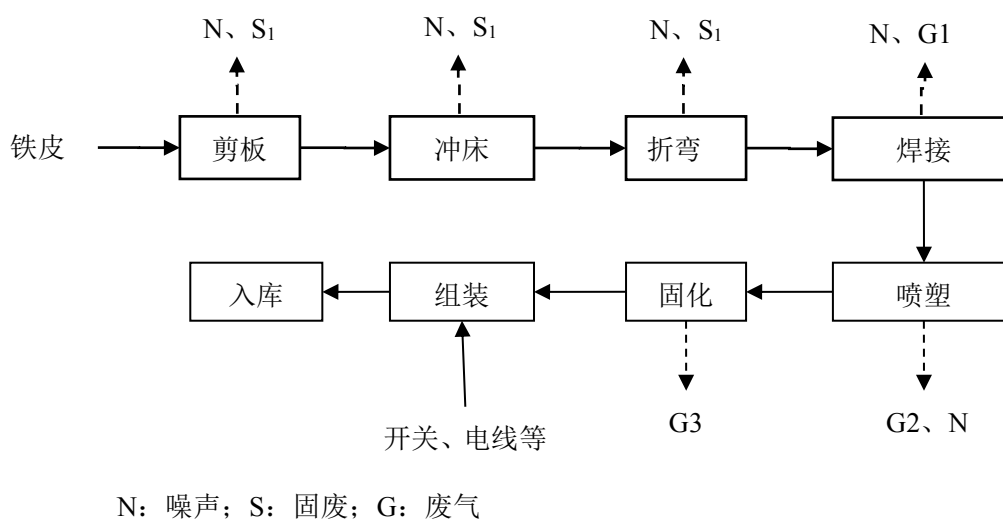 N、S₁ N、S₁ N、S₁ N、G1
铁皮 剪板 冲床 折弯 焊接
入库 组装 固化 喷塑
开关、电线等 G3 G2、N
N：噪声；S：固废；G：废气